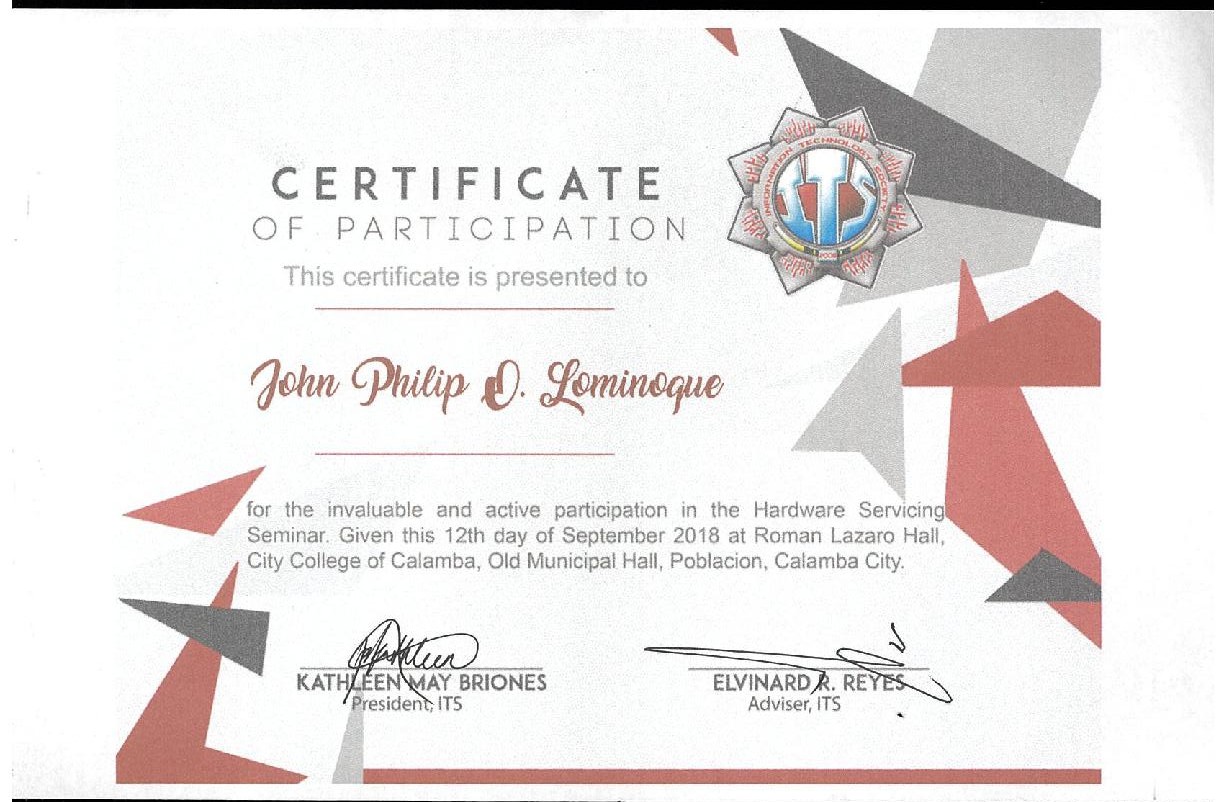 CERTIFICATE
OF PARTICIPATION
This certificate is presented to
INFORMATION TECHNOLOGY SOCIETY
ITS
2008
John Philip O. Lominoque
for the invaluable and active participation in the Hardware Servicing
Seminar. Given this 12th day of September 2018 at Roman Lazaro Hall,
City College of Calamba, Old Municipal Hall, Poblacion, Calamba City.
Kathleen
KATHLEEN MAY BRIONES
President, ITS
ELVINARD R. REYES
Adviser, ITS